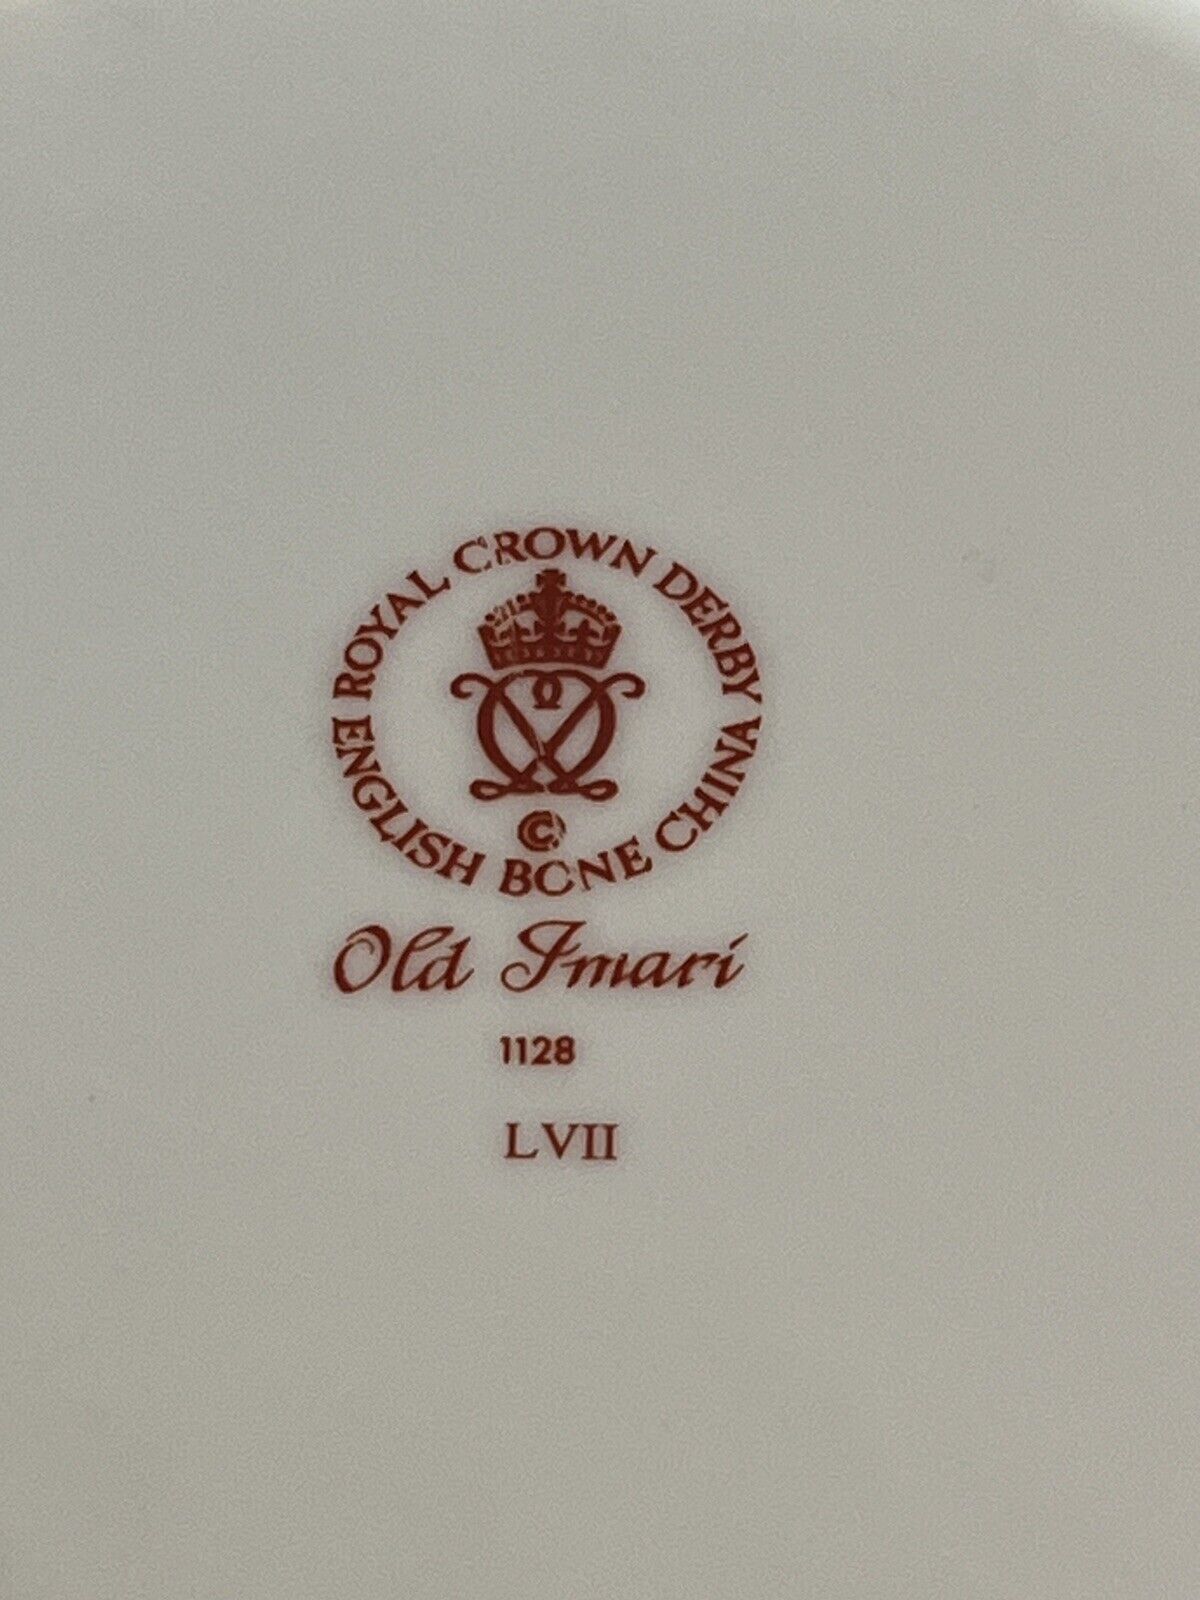 ROYAL CROWN DERBY
©
ENGLISH BONE CHINA
Old Imari
1128
LVII